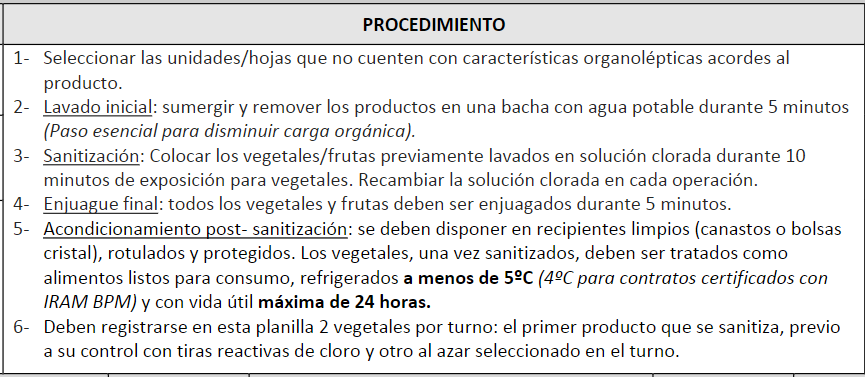 PROCEDIMIENTO
1- Seleccionar las unidades/hojas que no cuenten con características organolépticas acordes al
producto.
2- Lavado inicial: sumergir y remover los productos en una bacha con agua potable durante 5 minutos
(Paso esencial para disminuir carga orgánica).
3- Sanitización: Colocar los vegetales/frutas previamente lavados en solución clorada durante 10
minutos de exposición para vegetales. Recambiar la solución clorada en cada operación.
4- Enjuague final: todos los vegetales y frutas deben ser enjuagados durante 5 minutos.
5- Acondicionamiento post- sanitización: se deben disponer en recipientes limpios (canastos o bolsas
cristal), rotulados y protegidos. Los vegetales, una vez sanitizados, deben ser tratados como
alimentos listos para consumo, refrigerados a menos de 5ºC (4ºC para contratos certificados con
IRAM BPM) y con vida útil máxima de 24 horas.
6- Deben registrarse en esta planilla 2 vegetales por turno: el primer producto que se sanitiza, previo
a su control con tiras reactivas de cloro y otro al azar seleccionado en el turno.